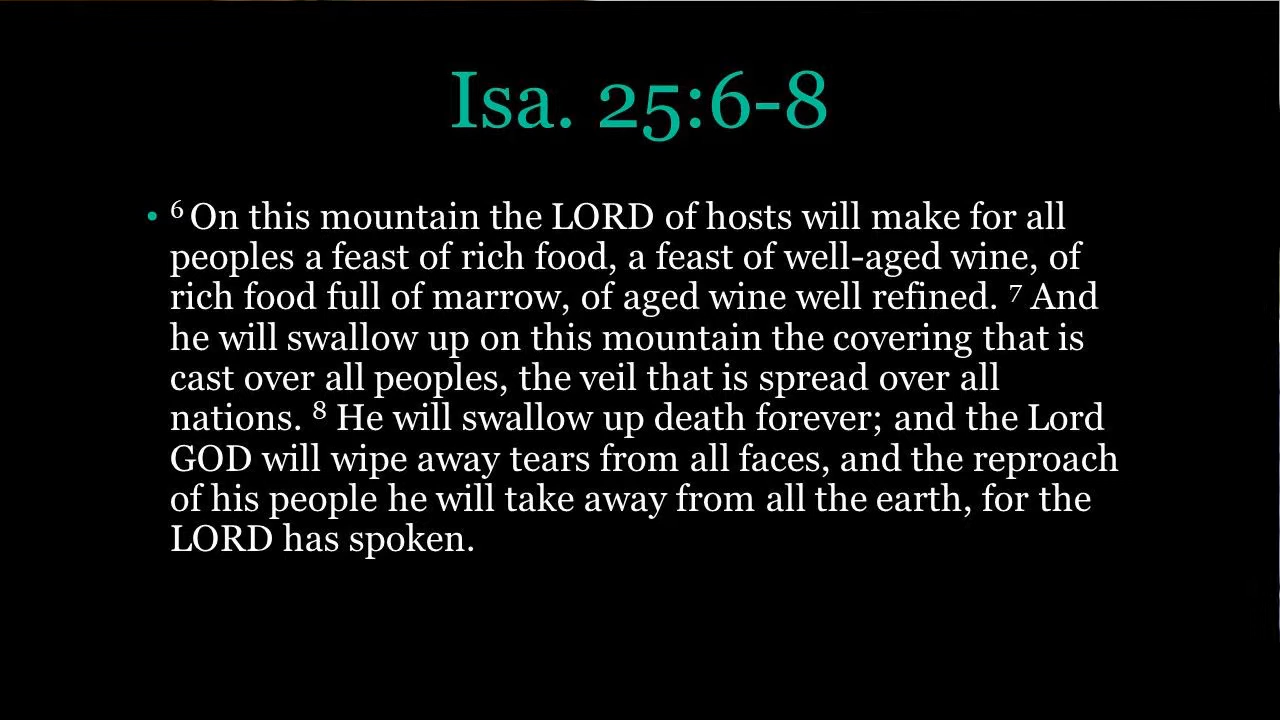 Isa. 25:6-8
• ⁶ On this mountain the LORD of hosts will make for all
peoples a feast of rich food, a feast of well-aged wine, of
rich food full of marrow, of aged wine well refined. ⁷ And
he will swallow up on this mountain the covering that is
cast over all peoples, the veil that is spread over all
nations. ⁸ He will swallow up death forever; and the Lord
GOD will wipe away tears from all faces, and the reproach
of his people he will take away from all the earth, for the
LORD has spoken.